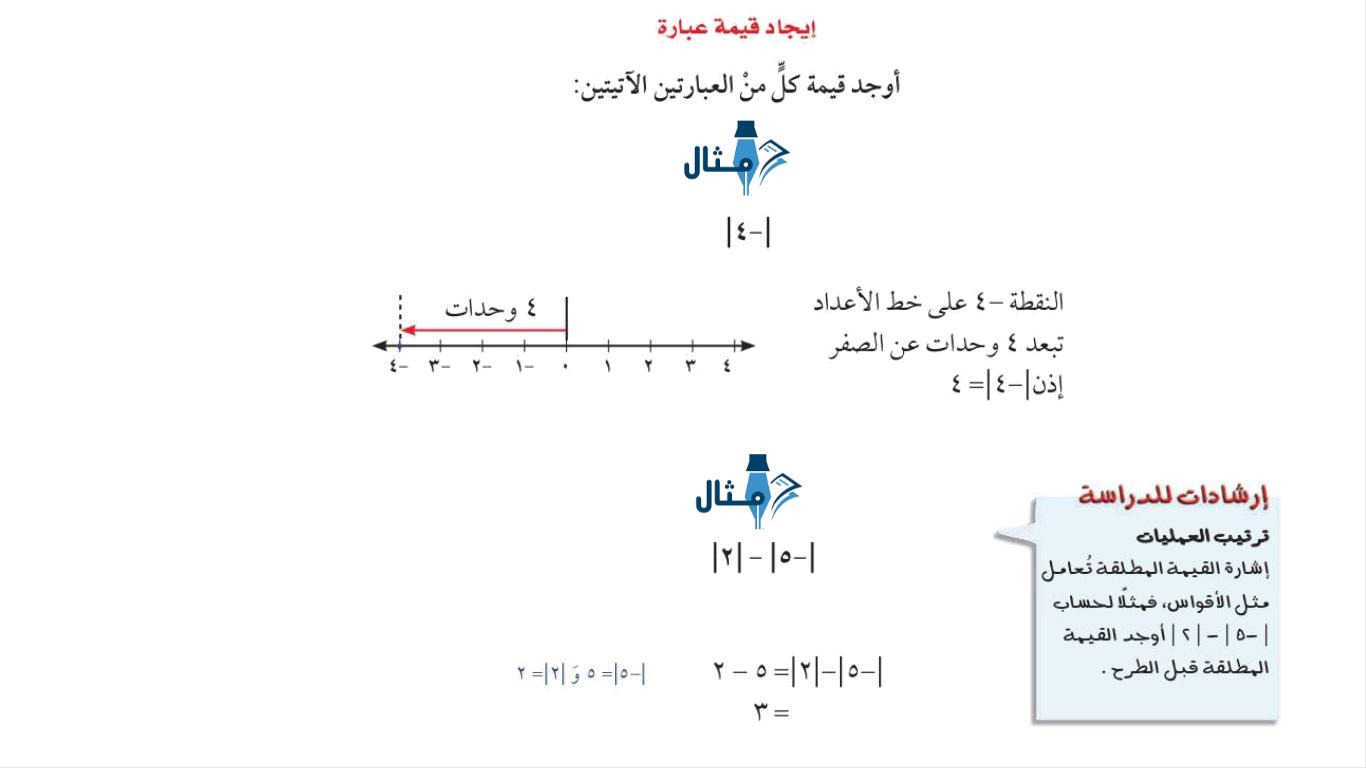 إيجاد قيمة عبارة
أوجد قيمة كلٍّ منْ العبارتين الآتيتين:
مثال
|−٤|
النقطة −٤ على خط الأعداد
تبعد ٤ وحدات عن الصفر
إذن |−٤| = ٤
٤ وحدات
−٤ −٣ −٢ −١ ٠ ١ ٢ ٣ ٤
مثال
|−٥| − |٢|
إرشادات للدراسة
ترتيب العمليات
إشارة القيمة المطلقة تُعامل
مثل الأقواس، فمثلًا لحساب
|−٥| − |٢| أوجد القيمة
المطلقة قبل الطرح .
|−٥|−|٢|= ٥ − ٢
|−٥|= ٥ وَ |٢|= ٢
= ٣